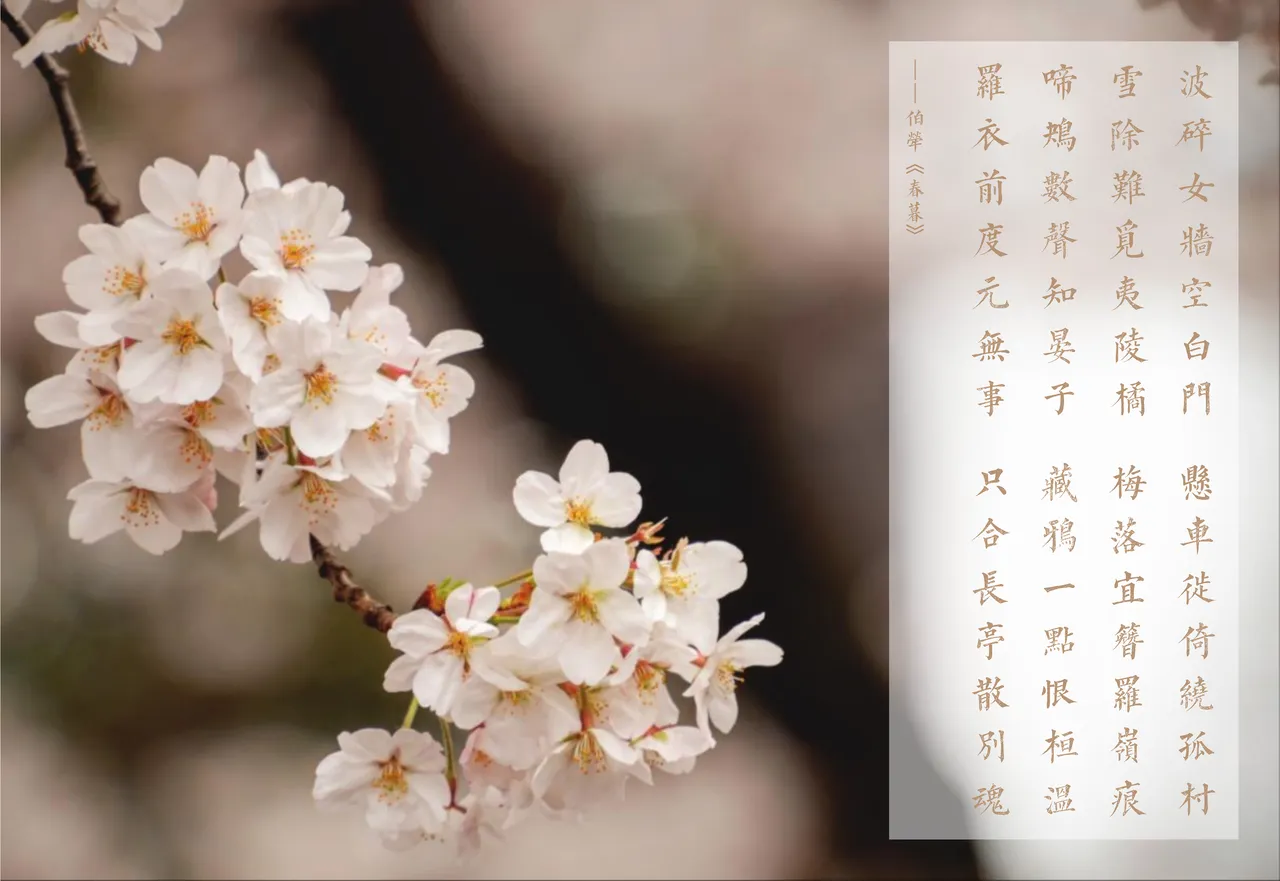 波碎女牆空白門 懸車徙倚繞孤村
雪除難覓夷陵橘 梅落宜簪羅嶺痕
啼鴂數聲知晏子 藏鴉一點恨桓溫
羅衣前度元無事 只合長亭散別魂
——伯犖《春暮》